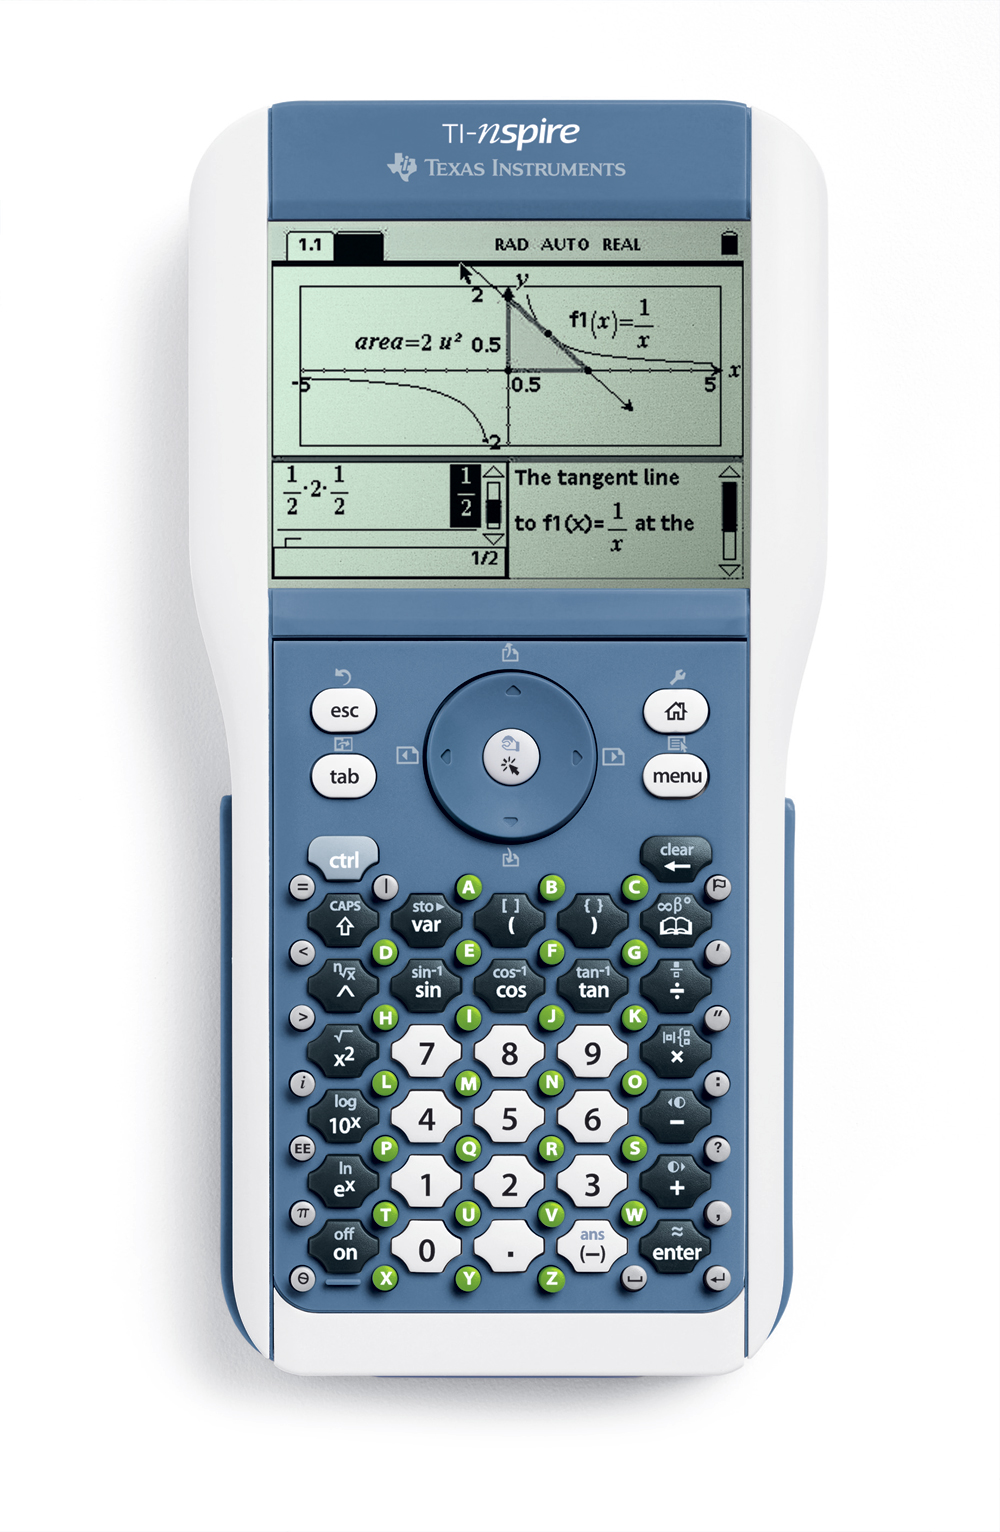 TI-nspire
TEXAS INSTRUMENTS
1.1
RAD AUTO REAL
2
y
f1(x)=1/x
area=2 u²
0.5
-5
0.5
5
x
-2
1/2·2·1/2
1/2
1/2
The tangent line
to f1(x)=1/x at the
esc
tab
menu
ctrl
clear
= | A B C
CAPS
sto▸
var
[ ]
(
{ }
)
∞β°
< D E F G '
ⁿ√x
^
sin⁻¹
sin
cos⁻¹
cos
tan⁻¹
tan
÷
> H I J K "
√
x²
7
8
9
×
i L M N O :
log
10ˣ
4
5
6
−
EE P Q R S ?
ln
eˣ
1
2
3
+
π T U V W ,
off
on
0
.
ans
(−)
≈
enter
θ X Y Z